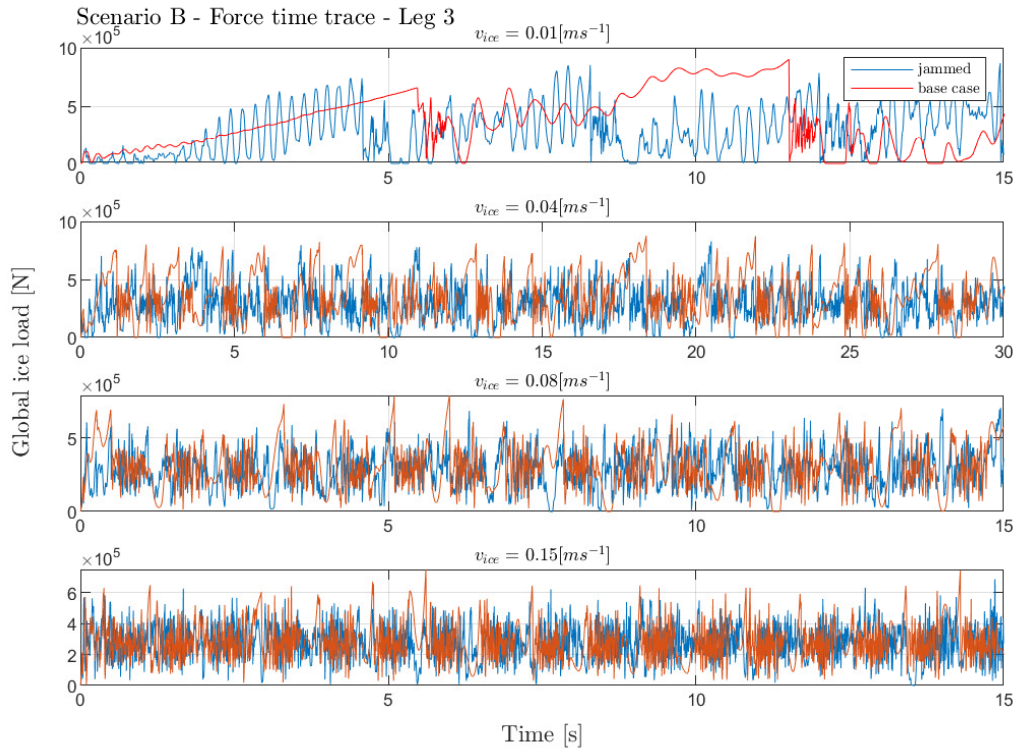 Scenario B - Force time trace - Leg 3
×10^5
v_ice = 0.01[ms^-1]
10
5
0
jammed
base case
0 5 10 15
×10^5
v_ice = 0.04[ms^-1]
10
5
0
0 5 10 15 20 25 30
Global ice load [N]
×10^5
v_ice = 0.08[ms^-1]
5
0
0 5 10 15
×10^5
v_ice = 0.15[ms^-1]
6
4
2
0
0 5 10 15
Time [s]